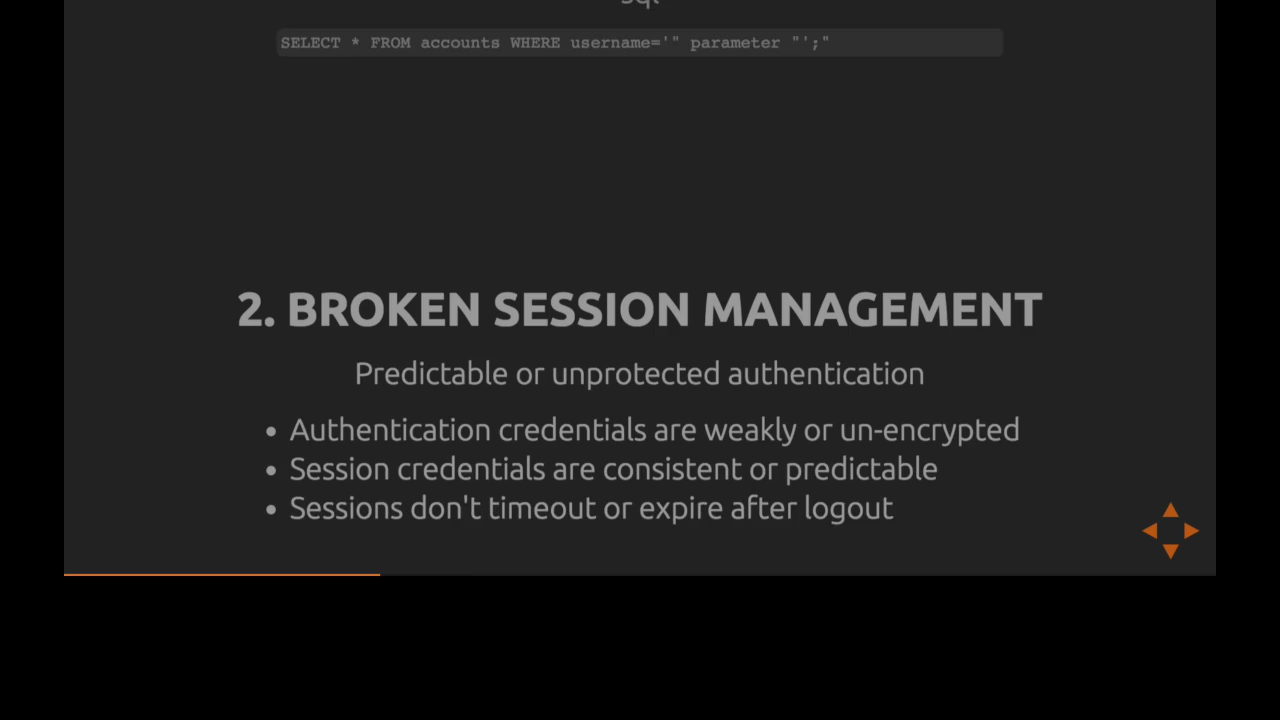 sql
SELECT * FROM accounts WHERE username='" parameter "';"
2. BROKEN SESSION MANAGEMENT
Predictable or unprotected authentication
• Authentication credentials are weakly or un-encrypted
• Session credentials are consistent or predictable
• Sessions don't timeout or expire after logout